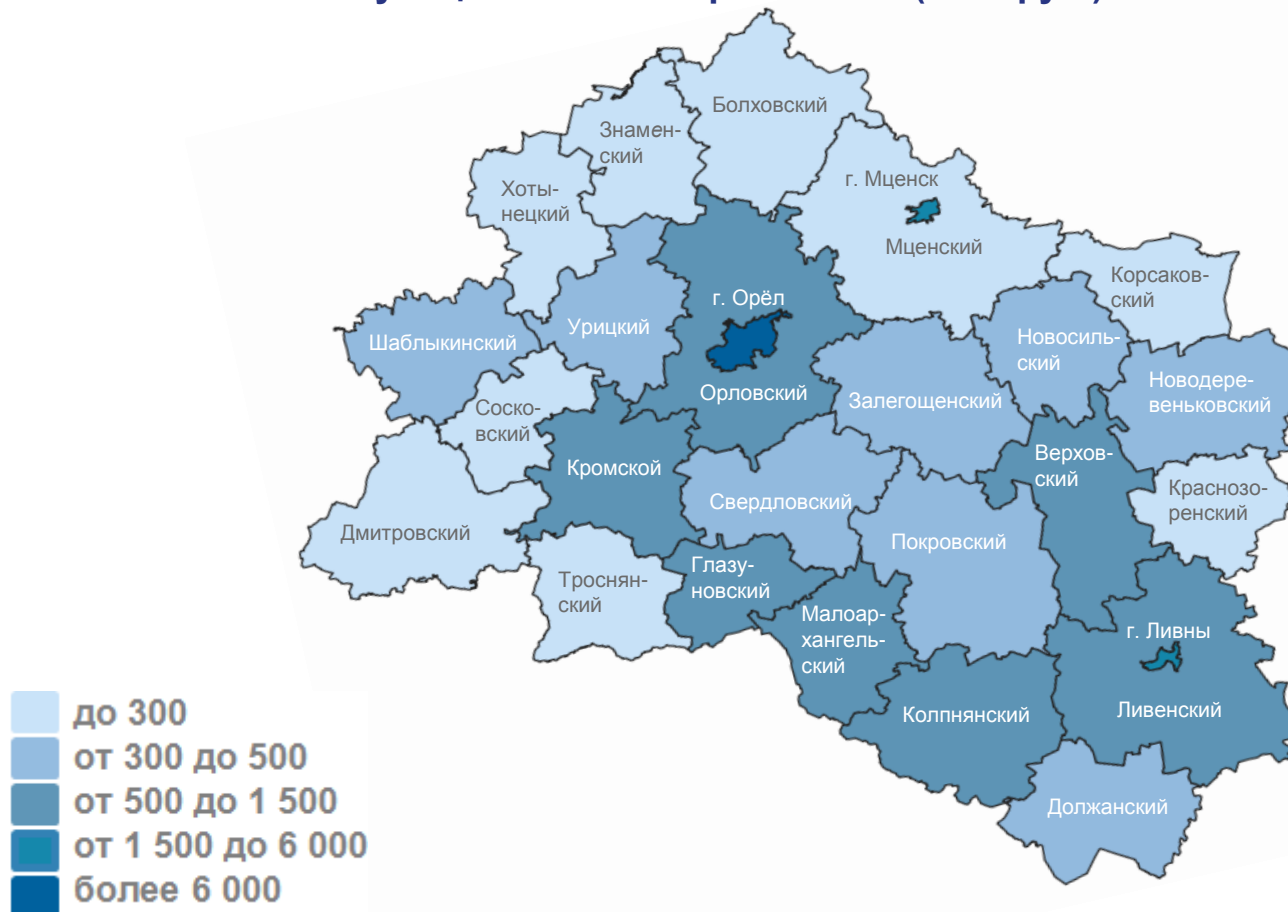 Болховский
Знамен-
ский
Хоты-
нецкий
г. Мценск
Мценский
Корсаков-
ский
г. Орёл
Урицкий
Шаблыкинский
Новосиль-
ский
Новодере-
веньковский
Орловский
Залегощенский
Соско-
вский
Кромской
Верхов-
ский
Краснозо-
ренский
Свердловский
Дмитровский
Покровский
Троснян-
ский
Глазу-
новский
Малоар-
хангель-
ский
г. Ливны
Колпнянский
Ливенский
Должанский
до 300
от 300 до 500
от 500 до 1 500
от 1 500 до 6 000
более 6 000